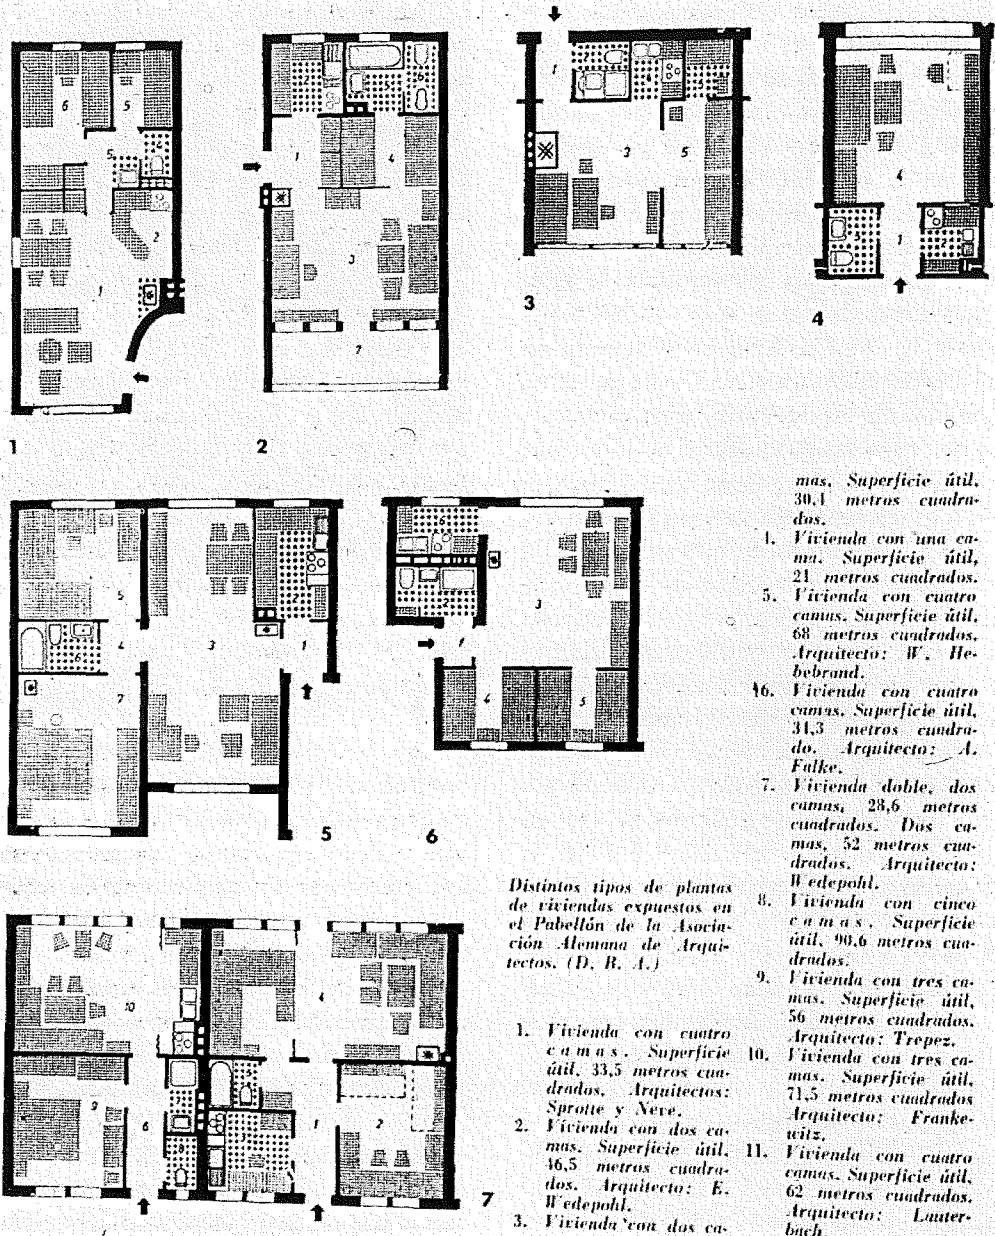 1
2
3
4
5
6
7
Distintos tipos de plantas
de viviendas expuestos en
el Pabellón de la Asocia-
ción Alemana de Arqui-
tectos. (D. B. A.)
1. Vivienda con cuatro
camas. Superficie
útil, 33,5 metros cua-
drados. Arquitectos:
Sprotte y Neve.
2. Vivienda con dos ca-
mas. Superficie útil,
46,5 metros cuadra-
dos. Arquitecto: E.
Wedepohl.
3. Vivienda con dos ca-
mas. Superficie útil,
30,1 metros cuadra-
dos.
4. Vivienda con una ca-
ma. Superficie útil,
21 metros cuadrados.
5. Vivienda con cuatro
camas. Superficie útil,
68 metros cuadrados.
Arquitecto: W. He-
bebrand.
6. Vivienda con cuatro
camas. Superficie útil,
34,3 metros cuadra-
do. Arquitecto: A.
Falke.
7. Vivienda doble, dos
camas, 28,6 metros
cuadrados. Dos ca-
mas, 52 metros cua-
drados. Arquitecto:
Wedepohl.
8. Vivienda con cinco
camas. Superficie
útil, 90,6 metros cua-
drados.
9. Vivienda con tres ca-
mas. Superficie útil,
56 metros cuadrados.
Arquitecto: Trepez.
10. Vivienda con tres ca-
mas. Superficie útil,
71,5 metros cuadrados
Arquitecto: Franke-
witz.
11. Vivienda con cuatro
camas. Superficie útil,
62 metros cuadrados.
Arquitecto: Lauter-
bach